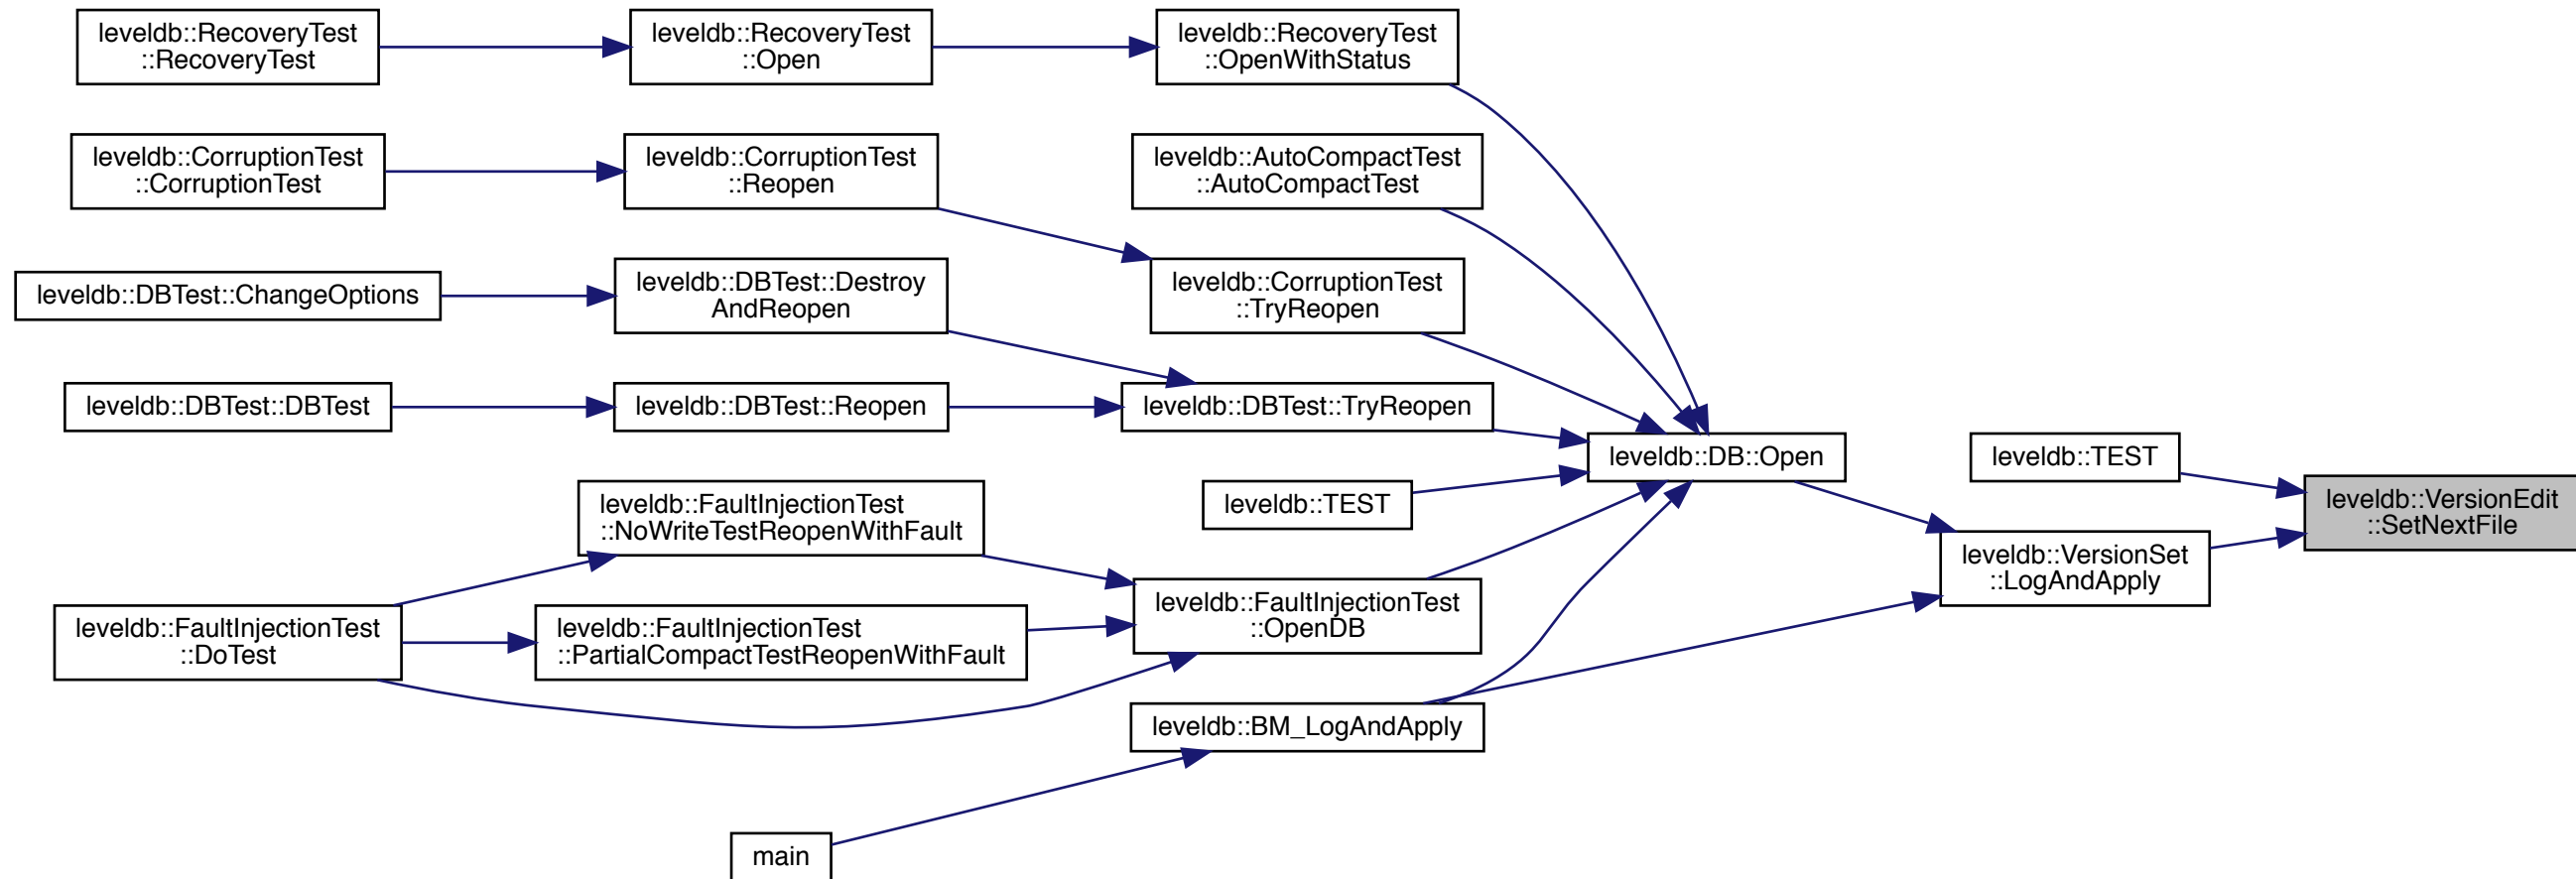 leveldb::RecoveryTest
::RecoveryTest
leveldb::RecoveryTest
::Open
leveldb::RecoveryTest
::OpenWithStatus
leveldb::CorruptionTest
::CorruptionTest
leveldb::CorruptionTest
::Reopen
leveldb::AutoCompactTest
::AutoCompactTest
leveldb::DBTest::ChangeOptions
leveldb::DBTest::Destroy
AndReopen
leveldb::CorruptionTest
::TryReopen
leveldb::DBTest::DBTest
leveldb::DBTest::Reopen
leveldb::DBTest::TryReopen
leveldb::DB::Open
leveldb::TEST
leveldb::VersionEdit
::SetNextFile
leveldb::FaultInjectionTest
::NoWriteTestReopenWithFault
leveldb::TEST
leveldb::VersionSet
::LogAndApply
leveldb::FaultInjectionTest
::DoTest
leveldb::FaultInjectionTest
::PartialCompactTestReopenWithFault
leveldb::FaultInjectionTest
::OpenDB
leveldb::BM_LogAndApply
main